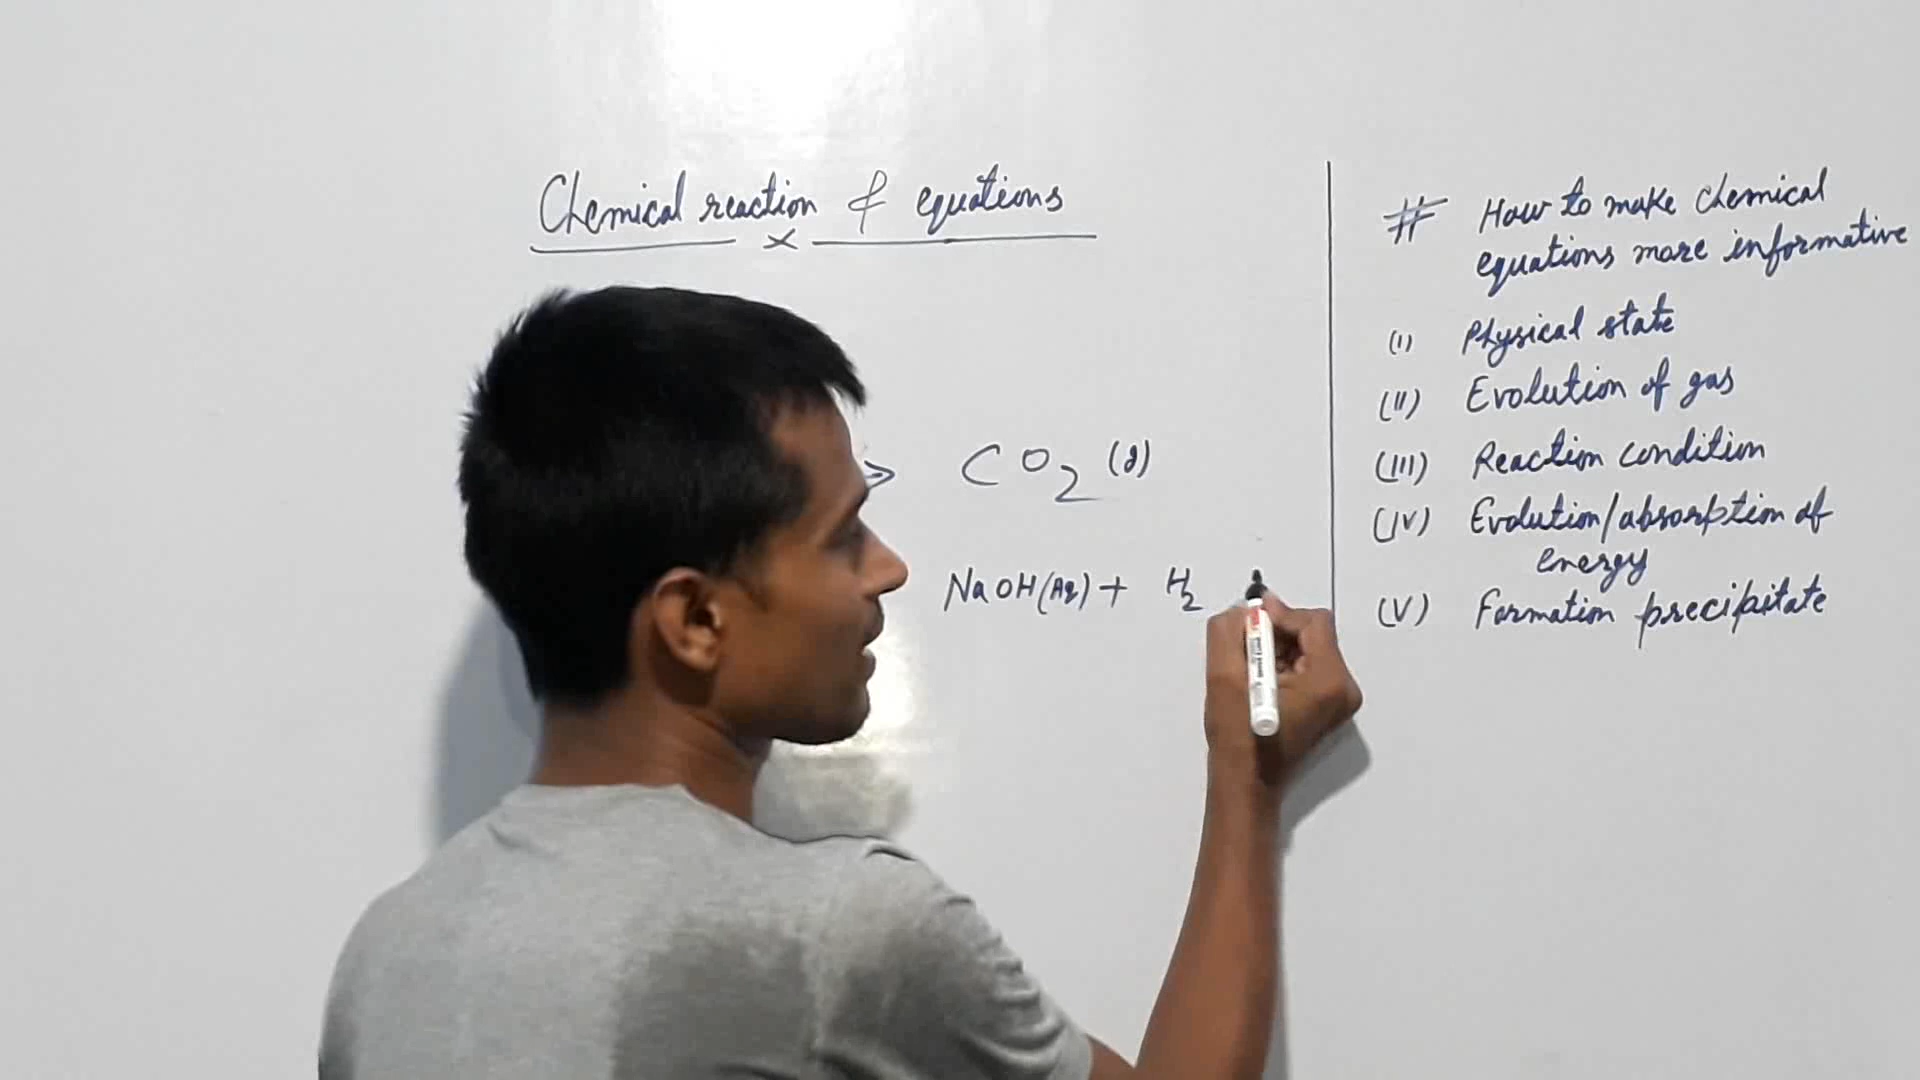 Chemical reaction & equations
x
→ CO2 (g)
NaOH(Aq) + H2
# How to make chemical
equations more informative
(I) Physical state
(II) Evolution of gas
(III) Reaction condition
(IV) Evolution/absorption of
energy
(V) Formation precipitate